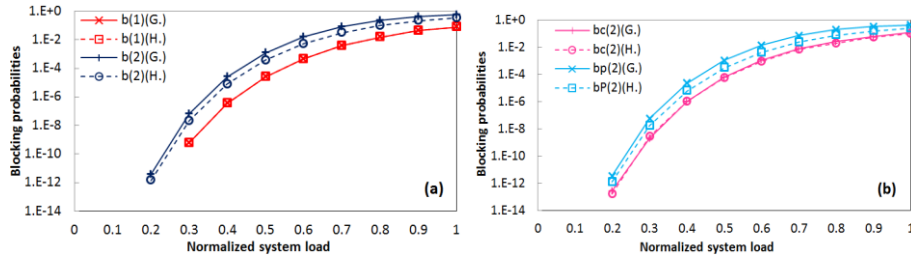 1.E+0
1.E-2
1.E-4
1.E-6
1.E-8
1.E-10
1.E-12
1.E-14
Blocking probabilities
b(1)(G.)
b(1)(H.)
b(2)(G.)
b(2)(H.)
(a)
0 0.1 0.2 0.3 0.4 0.5 0.6 0.7 0.8 0.9 1
Normalized system load
1.E+0
1.E-2
1.E-4
1.E-6
1.E-8
1.E-10
1.E-12
1.E-14
Blocking probabilities
bc(2)(G.)
bc(2)(H.)
bp(2)(G.)
bP(2)(H.)
(b)
0 0.1 0.2 0.3 0.4 0.5 0.6 0.7 0.8 0.9 1
Normalized system load